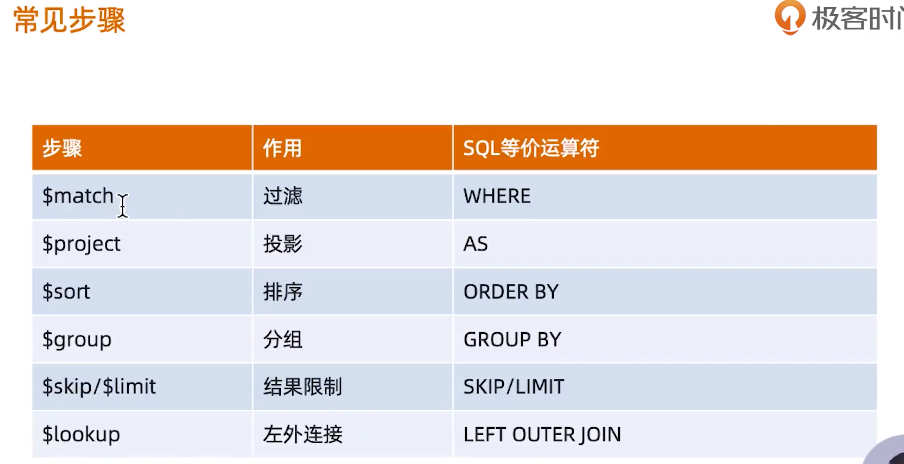 常见步骤
极客时间
步骤 作用 SQL等价运算符
$match 过滤 WHERE
$project 投影 AS
$sort 排序 ORDER BY
$group 分组 GROUP BY
$skip/$limit 结果限制 SKIP/LIMIT
$lookup 左外连接 LEFT OUTER JOIN